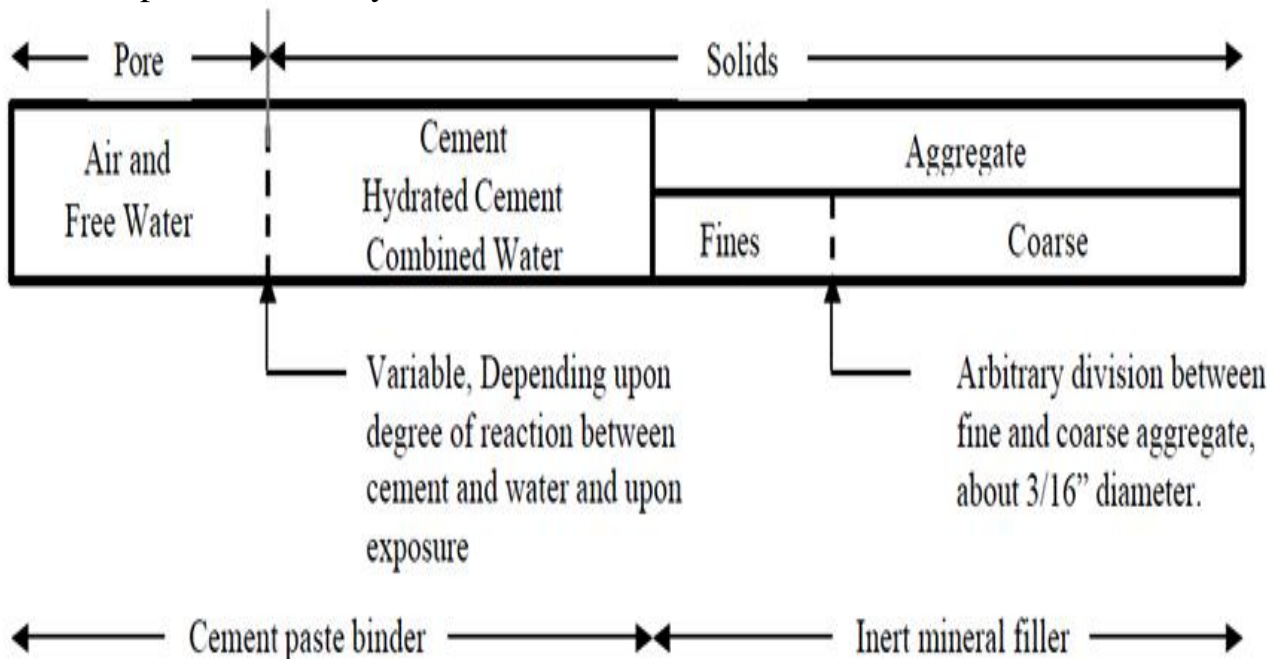 Pore
Solids
Air and
Free Water
Cement
Hydrated Cement
Combined Water
Aggregate
Fines
Coarse
Variable, Depending upon
degree of reaction between
cement and water and upon
exposure
Arbitrary division between
fine and coarse aggregate,
about 3/16” diameter.
Cement paste binder
Inert mineral filler